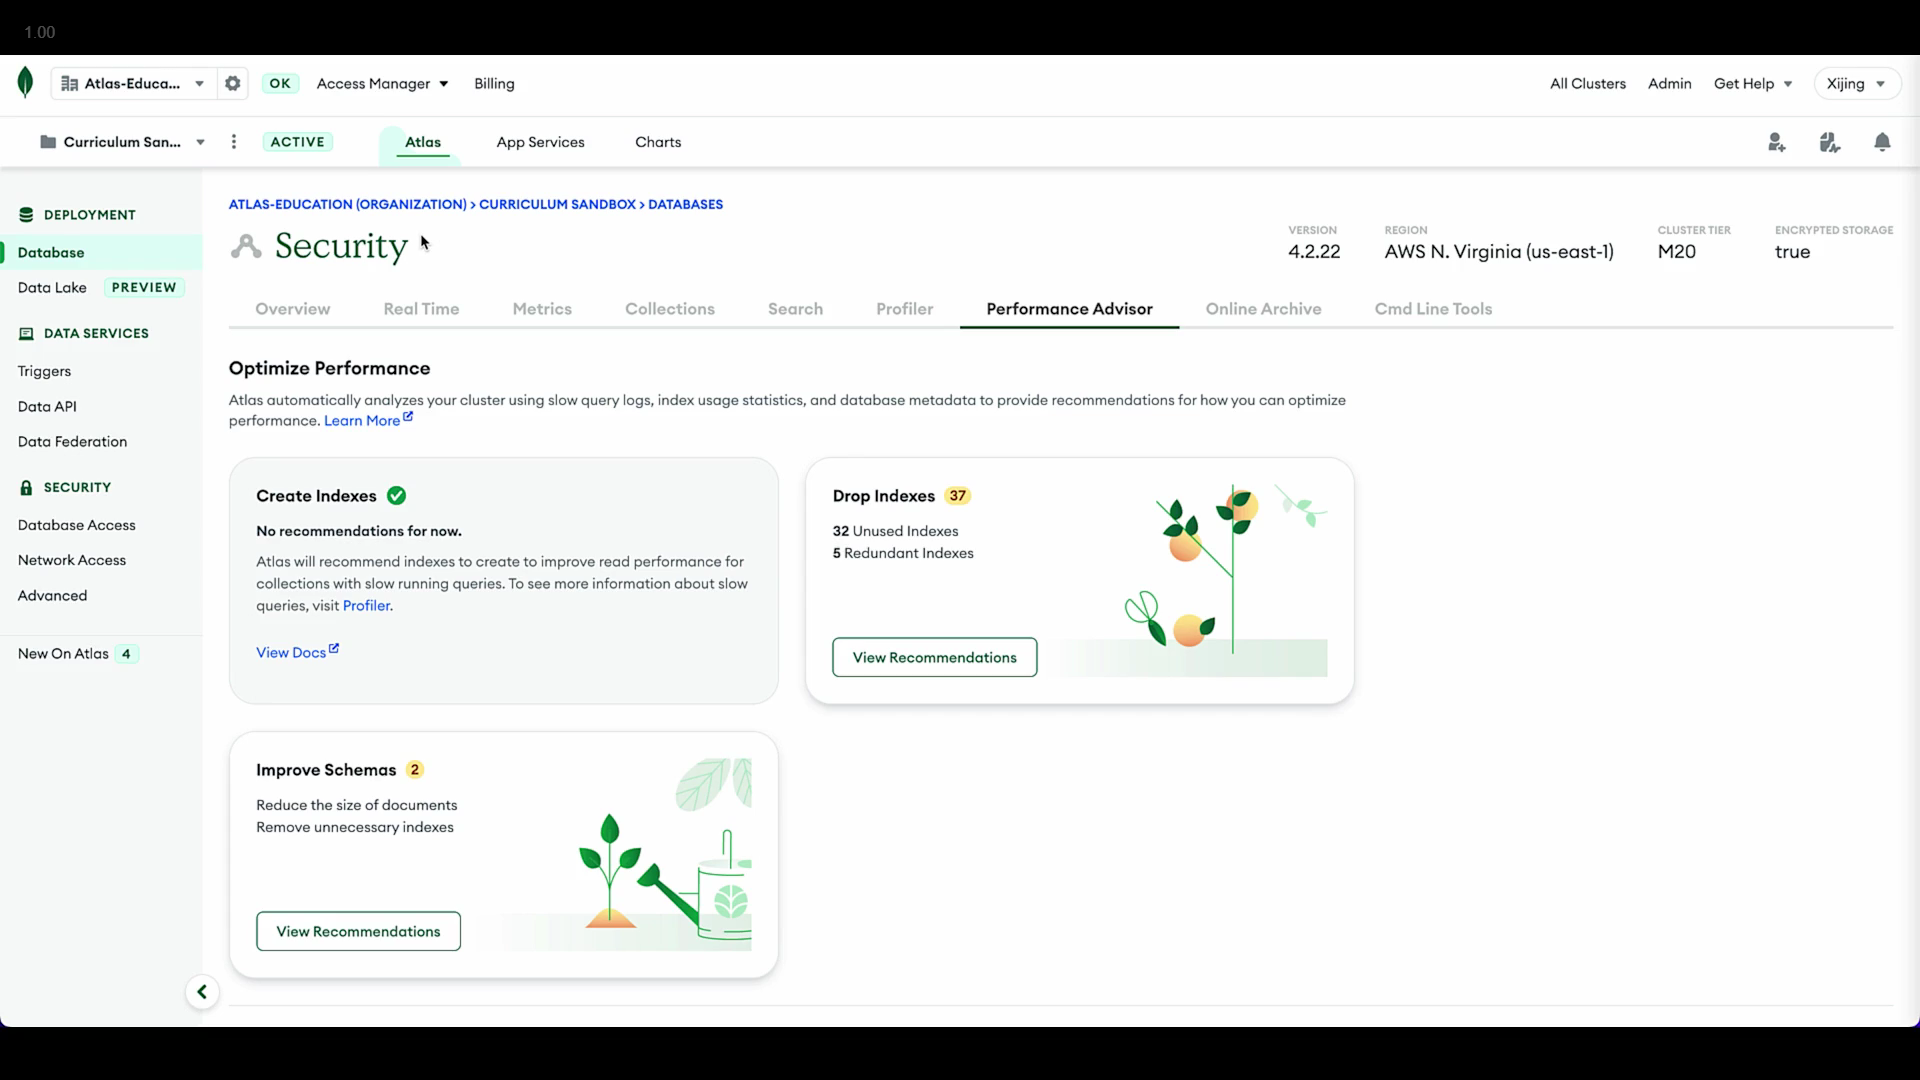 1.00
Atlas-Educa...
OK
Access Manager
Billing
All Clusters
Admin
Get Help
Xijing
Curriculum San...
ACTIVE
Atlas
App Services
Charts
DEPLOYMENT
Database
Data Lake
PREVIEW
DATA SERVICES
Triggers
Data API
Data Federation
SECURITY
Database Access
Network Access
Advanced
New On Atlas 4
ATLAS-EDUCATION (ORGANIZATION) > CURRICULUM SANDBOX > DATABASES
Security
VERSION
4.2.22
REGION
AWS N. Virginia (us-east-1)
CLUSTER TIER
M20
ENCRYPTED STORAGE
true
Overview
Real Time
Metrics
Collections
Search
Profiler
Performance Advisor
Online Archive
Cmd Line Tools
Optimize Performance
Atlas automatically analyzes your cluster using slow query logs, index usage statistics, and database metadata to provide recommendations for how you can optimize
performance. Learn More
Create Indexes
No recommendations for now.
Atlas will recommend indexes to create to improve read performance for
collections with slow running queries. To see more information about slow
queries, visit Profiler.
View Docs
Drop Indexes 37
32 Unused Indexes
5 Redundant Indexes
View Recommendations
Improve Schemas 2
Reduce the size of documents
Remove unnecessary indexes
View Recommendations